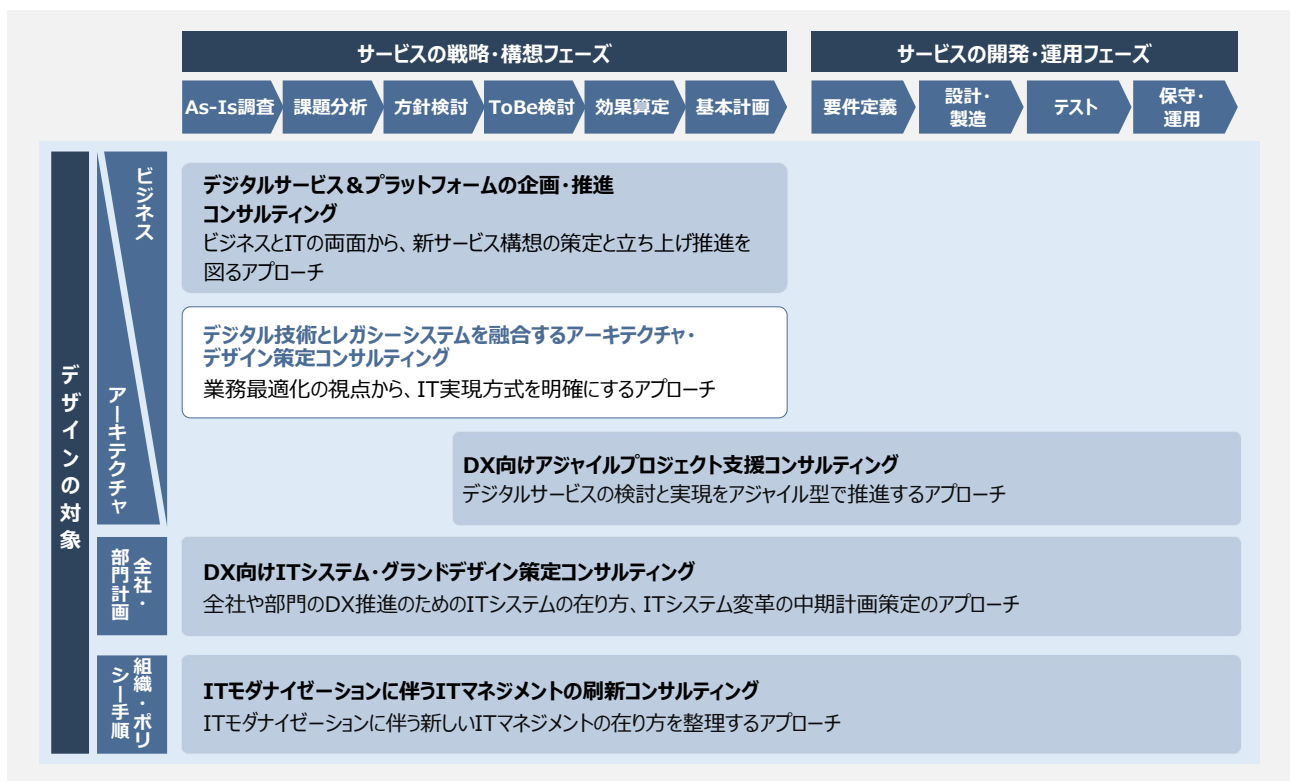 サービスの戦略・構想フェーズ
サービスの開発・運用フェーズ
As-Is調査
課題分析
方針検討
ToBe検討
効果算定
基本計画
要件定義
設計・
製造
テスト
保守・
運用
デザインの対象
ビジネス
アーキテクチャ
デジタルサービス&プラットフォームの企画・推進
コンサルティング
ビジネスとITの両面から、新サービス構想の策定と立ち上げ推進を
図るアプローチ
デジタル技術とレガシーシステムを融合するアーキテクチャ・
デザイン策定コンサルティング
業務最適化の視点から、IT実現方式を明確にするアプローチ
DX向けアジャイルプロジェクト支援コンサルティング
デジタルサービスの検討と実現をアジャイル型で推進するアプローチ
全社・
部門計画
DX向けITシステム・グランドデザイン策定コンサルティング
全社や部門のDX推進のためのITシステムの在り方、ITシステム変革の中期計画策定のアプローチ
組織・ポリ
シー手順
ITモダナイゼーションに伴うITマネジメントの刷新コンサルティング
ITモダナイゼーションに伴う新しいITマネジメントの在り方を整理するアプローチ